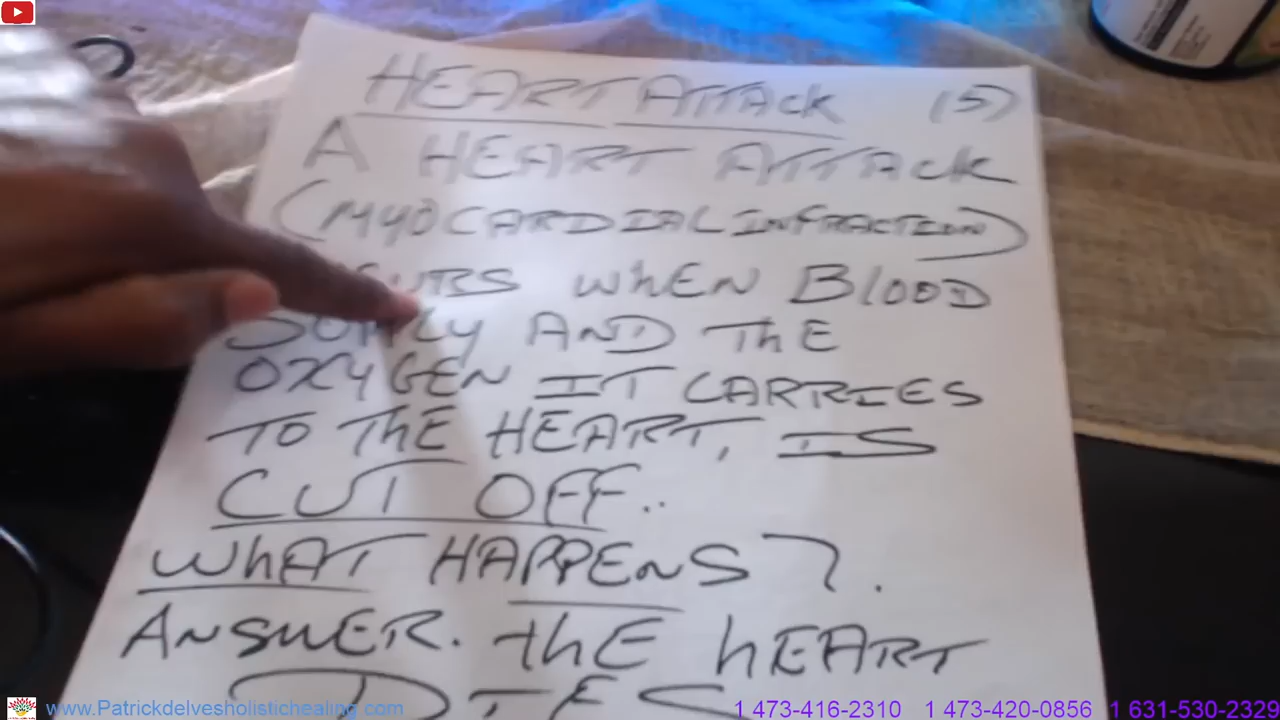 HEART ATTACK (5)
A HEART ATTACK
(MYOCARDIAL INFRACTION)
WHEN BLOOD
SUPPLY AND THE
OXYGEN IT CARRIES
TO THE HEART, IS
CUT OFF..
WHAT HAPPENS?.
ANSWER. THE HEART
DIES
www.Patrickdelvesholistichealing.com 1 473-416-2310 1 473-420-0856 1 631-530-2329